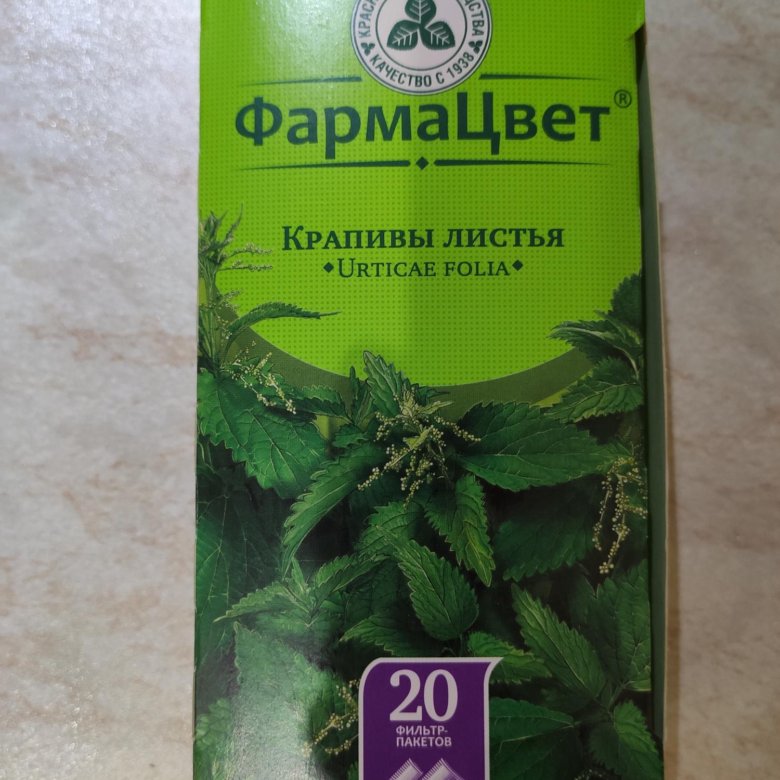 КАЧЕСТВО С 1938
ФармаЦвет®
Крапивы листья
Urticae folia
20
ФИЛЬТР-
ПАКЕТОВ